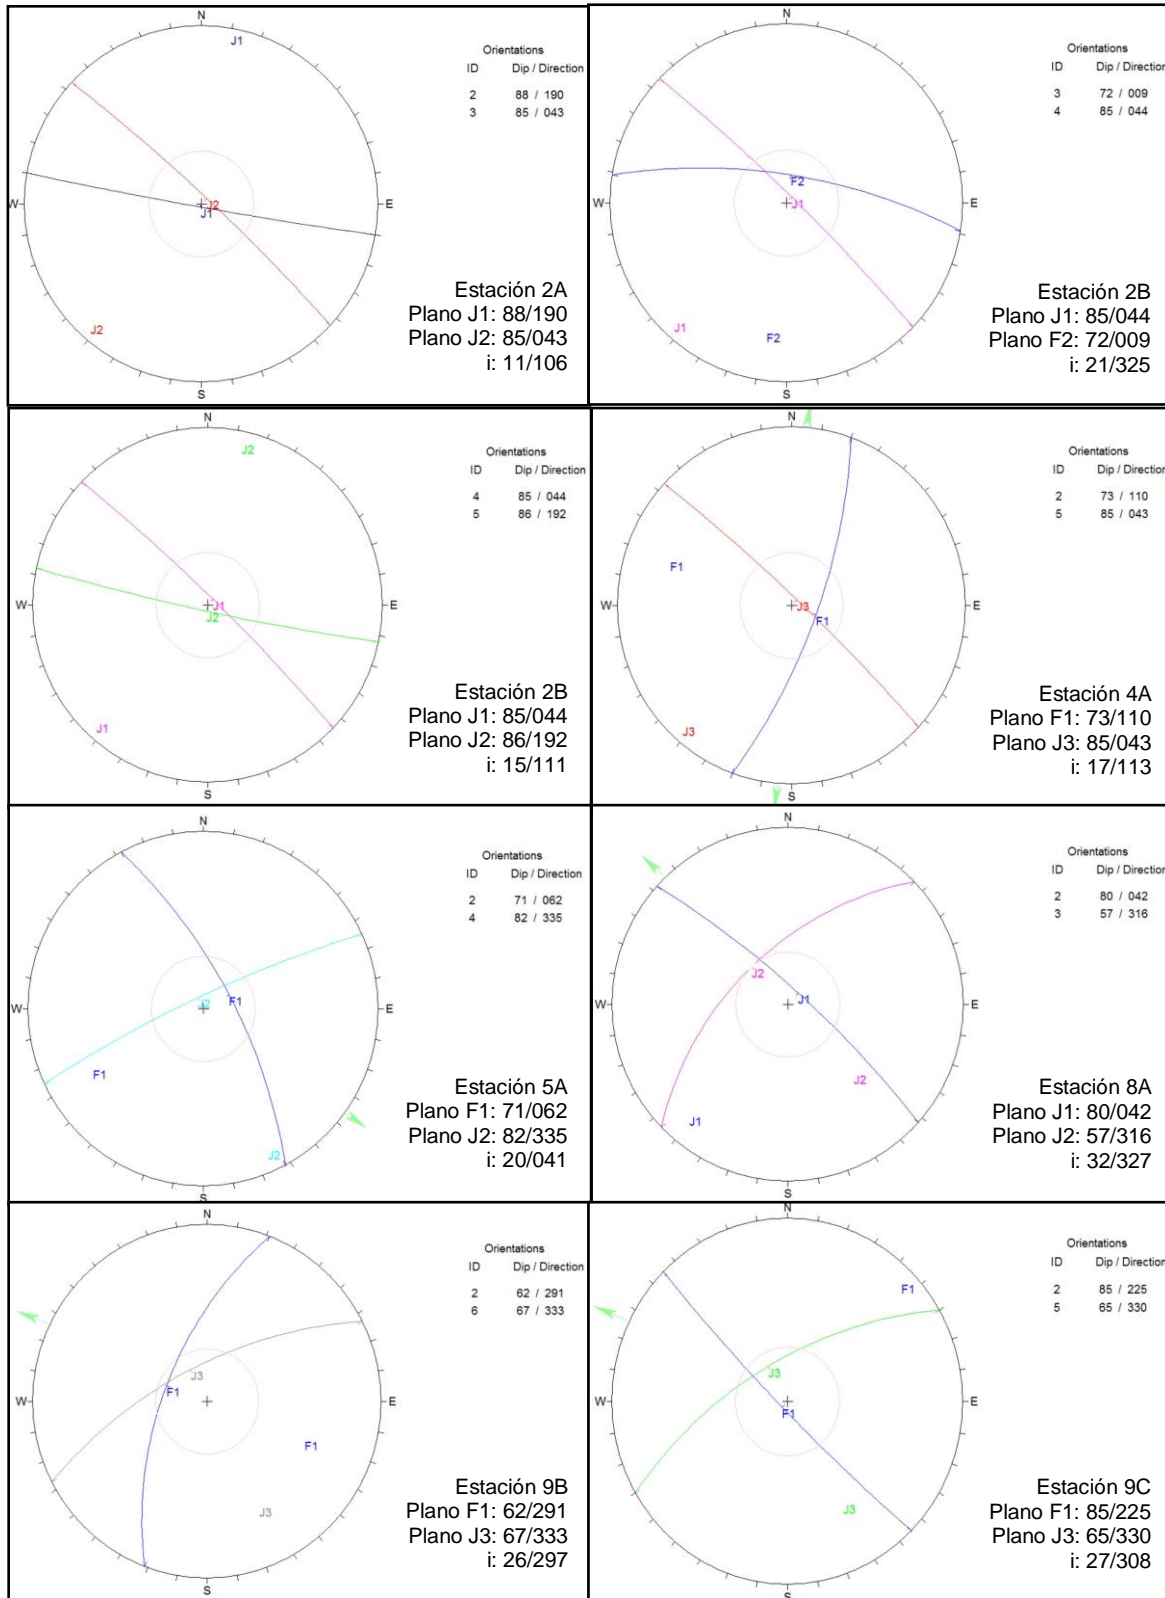 N
J1
W
E
J2
J1
J2
S
Orientations
ID Dip / Direction
2 88 / 190
3 85 / 043
Estación 2A
Plano J1: 88/190
Plano J2: 85/043
i: 11/106
N
W
E
F2
J1
J1
F2
S
Orientations
ID Dip / Direction
3 72 / 009
4 85 / 044
Estación 2B
Plano J1: 85/044
Plano F2: 72/009
i: 21/325
N
J2
W
E
J1
J2
J1
S
Orientations
ID Dip / Direction
4 85 / 044
5 86 / 192
Estación 2B
Plano J1: 85/044
Plano J2: 86/192
i: 15/111
N
F1
W
E
J3
F1
J3
S
Orientations
ID Dip / Direction
2 73 / 110
5 85 / 043
Estación 4A
Plano F1: 73/110
Plano J3: 85/043
i: 17/113
N
W
E
J2
F1
F1
J2
S
Orientations
ID Dip / Direction
2 71 / 062
4 82 / 335
Estación 5A
Plano F1: 71/062
Plano J2: 82/335
i: 20/041
N
J2
W
E
J1
J2
J1
S
Orientations
ID Dip / Direction
2 80 / 042
3 57 / 316
Estación 8A
Plano J1: 80/042
Plano J2: 57/316
i: 32/327
N
J3
F1
W
E
F1
J3
S
Orientations
ID Dip / Direction
2 62 / 291
6 67 / 333
Estación 9B
Plano F1: 62/291
Plano J3: 67/333
i: 26/297
N
F1
J3
W
E
F1
J3
S
Orientations
ID Dip / Direction
2 85 / 225
5 65 / 330
Estación 9C
Plano F1: 85/225
Plano J3: 65/330
i: 27/308